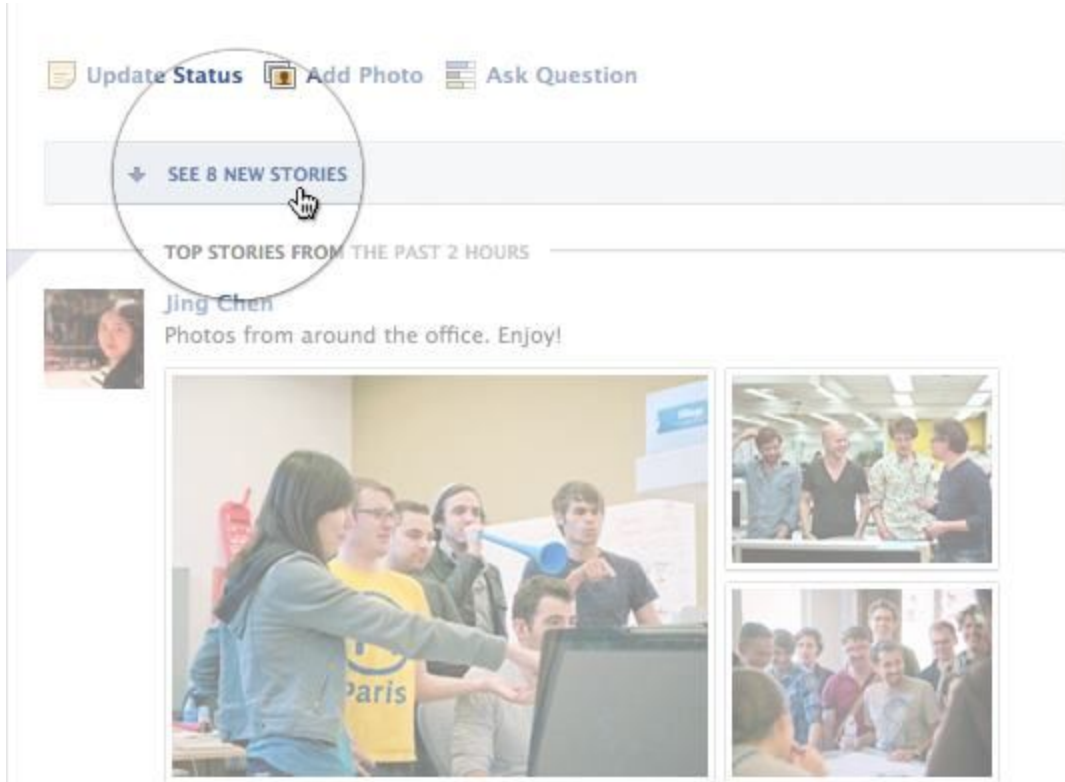 Update Status Add Photo Ask Question
SEE 8 NEW STORIES
TOP STORIES FROM THE PAST 2 HOURS
Jing Chen
Photos from around the office. Enjoy!
Paris